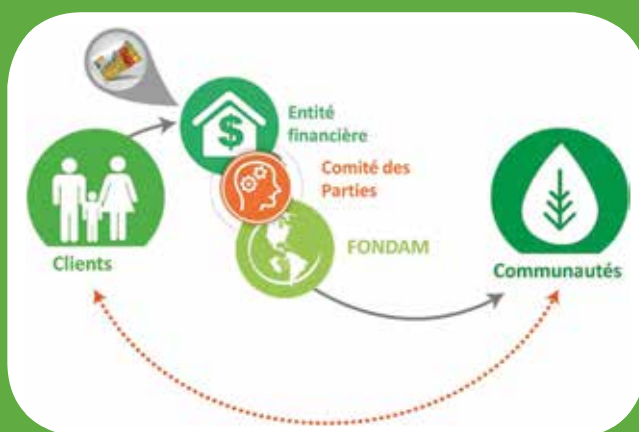 Entité
financière
Comité des
Parties
FONDAM
Clients
Communautés
$